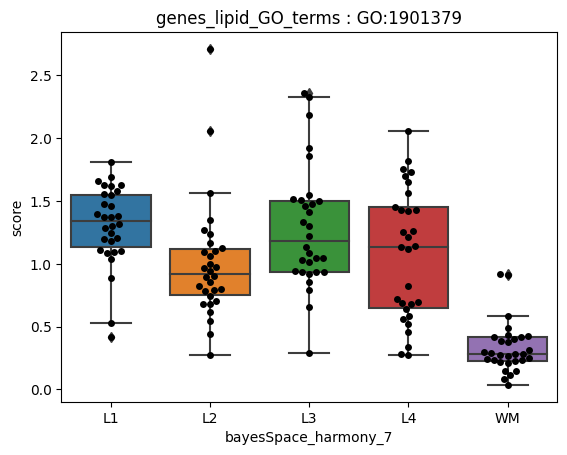 genes_lipid_GO_terms : GO:1901379
score
2.5
2.0
1.5
1.0
0.5
0.0
L1 L2 L3 L4 WM
bayesSpace_harmony_7